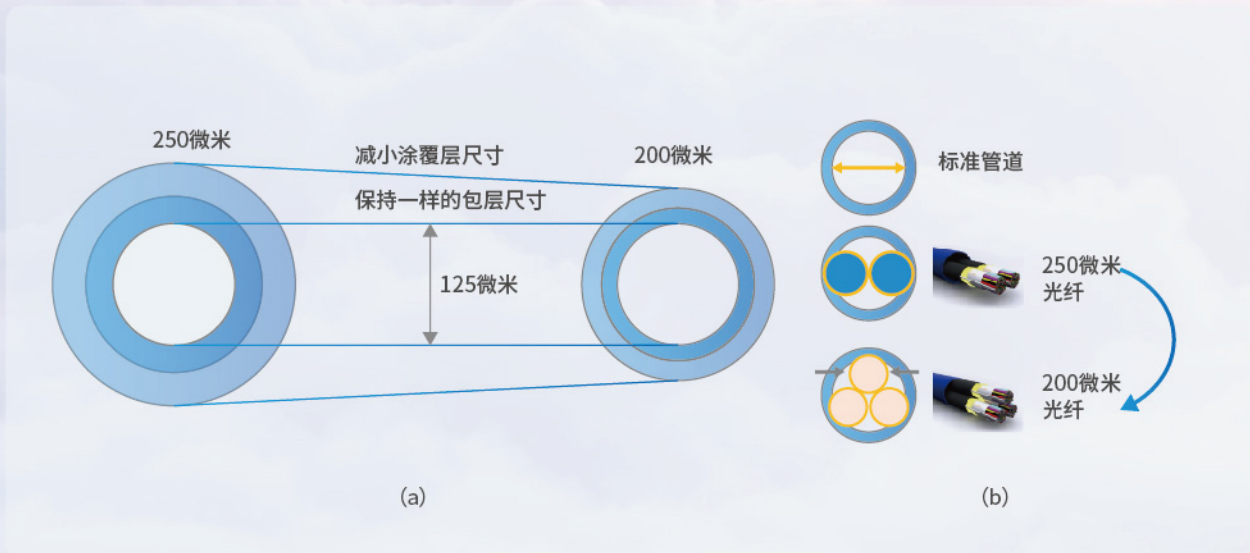 250微米
减小涂覆层尺寸
200微米
保持一样的包层尺寸
125微米
标准管道
250微米
光纤
200微米
光纤
(a)
(b)